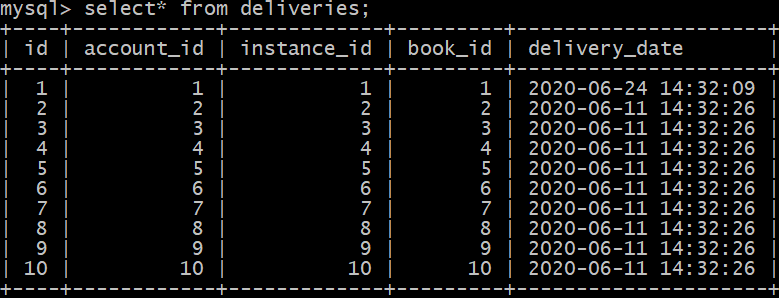 mysql> select* from deliveries;
+----+------------+-------------+---------+---------------------+
| id | account_id | instance_id | book_id | delivery_date       |
+----+------------+-------------+---------+---------------------+
|  1 |          1 |           1 |       1 | 2020-06-24 14:32:09 |
|  2 |          2 |           2 |       2 | 2020-06-11 14:32:26 |
|  3 |          3 |           3 |       3 | 2020-06-11 14:32:26 |
|  4 |          4 |           4 |       4 | 2020-06-11 14:32:26 |
|  5 |          5 |           5 |       5 | 2020-06-11 14:32:26 |
|  6 |          6 |           6 |       6 | 2020-06-11 14:32:26 |
|  7 |          7 |           7 |       7 | 2020-06-11 14:32:26 |
|  8 |          8 |           8 |       8 | 2020-06-11 14:32:26 |
|  9 |          9 |           9 |       9 | 2020-06-11 14:32:26 |
| 10 |         10 |          10 |      10 | 2020-06-11 14:32:26 |
+----+------------+-------------+---------+---------------------+